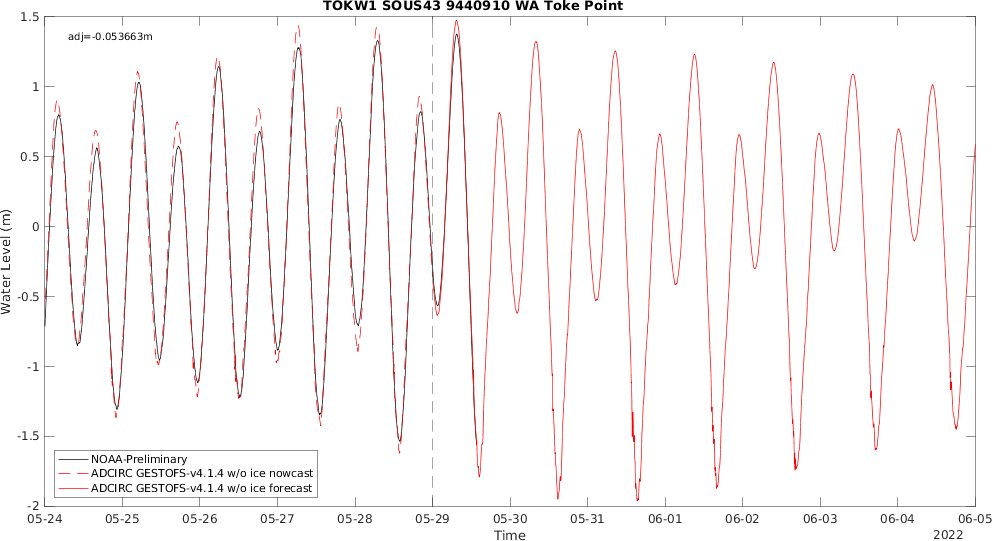 TOKW1 SOUS43 9440910 WA Toke Point
adj=-0.053663m
1.5
1
0.5
0
-0.5
-1
-1.5
-2
Water Level (m)
NOAA-Preliminary
ADCIRC GESTOFS-v4.1.4 w/o ice nowcast
ADCIRC GESTOFS-v4.1.4 w/o ice forecast
05-24 05-25 05-26 05-27 05-28 05-29 05-30 05-31 06-01 06-02 06-03 06-04 06-05
Time
2022